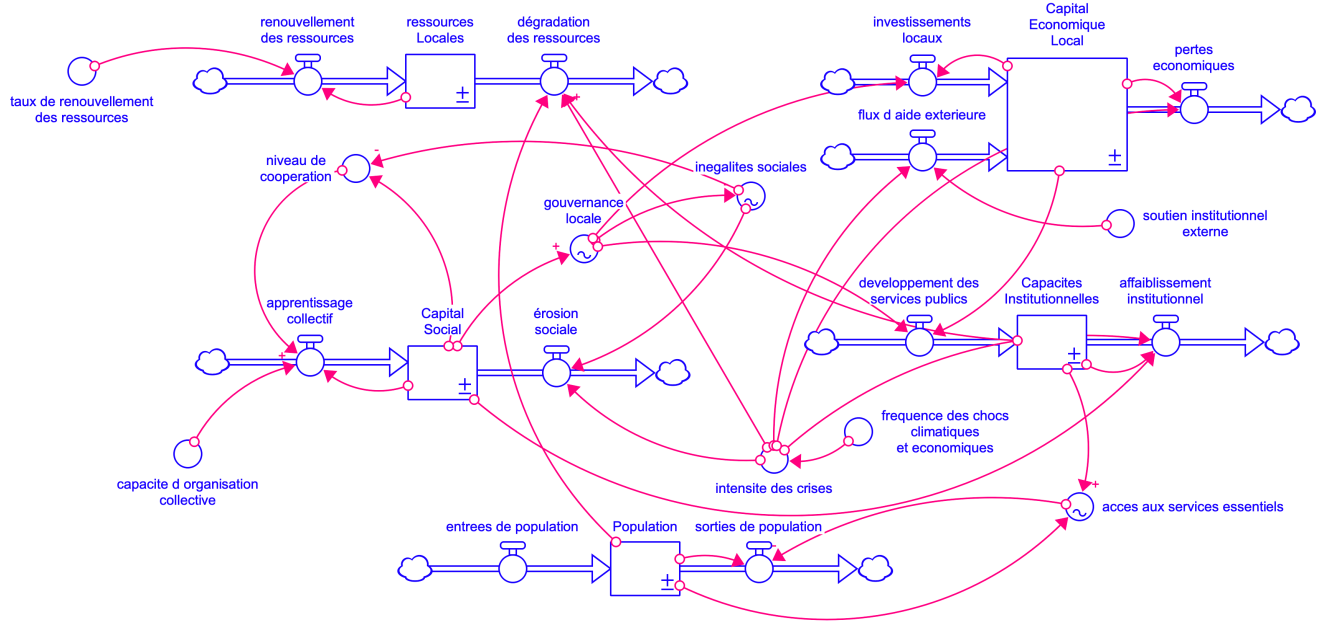 renouvellement
des ressources
ressources
Locales
dégradation
des ressources
investissements
locaux
Capital
Economique
Local
pertes
economiques
taux de renouvellement
des ressources
+
flux d aide exterieure
-
niveau de
cooperation
inegalites sociales
gouvernance
locale
+
soutien institutionnel
externe
developpement des
services publics
Capacites
Institutionnelles
affaiblissement
institutionnel
apprentissage
collectif
+
Capital
Social
érosion
sociale
frequence des chocs
climatiques
et economiques
capacite d organisation
collective
intensite des crises
+
acces aux services essentiels
entrees de population
Population
sorties de population
-